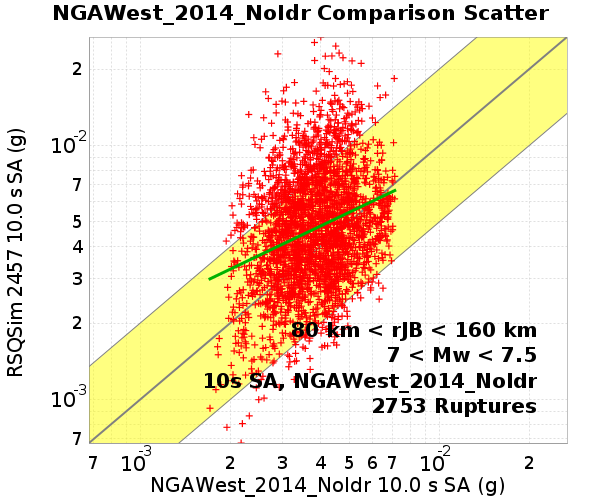 NGAWest_2014_NoIdr Comparison Scatter
RSQSim 2457 10.0 s SA (g)
2
10-2
7
5
4
3
2
10-3
7
80 km < rJB < 160 km
7 < Mw < 7.5
10s SA, NGAWest_2014_NoIdr
2753 Ruptures
7 10-3 2 3 4 5 6 7 10-2 2
NGAWest_2014_NoIdr 10.0 s SA (g)